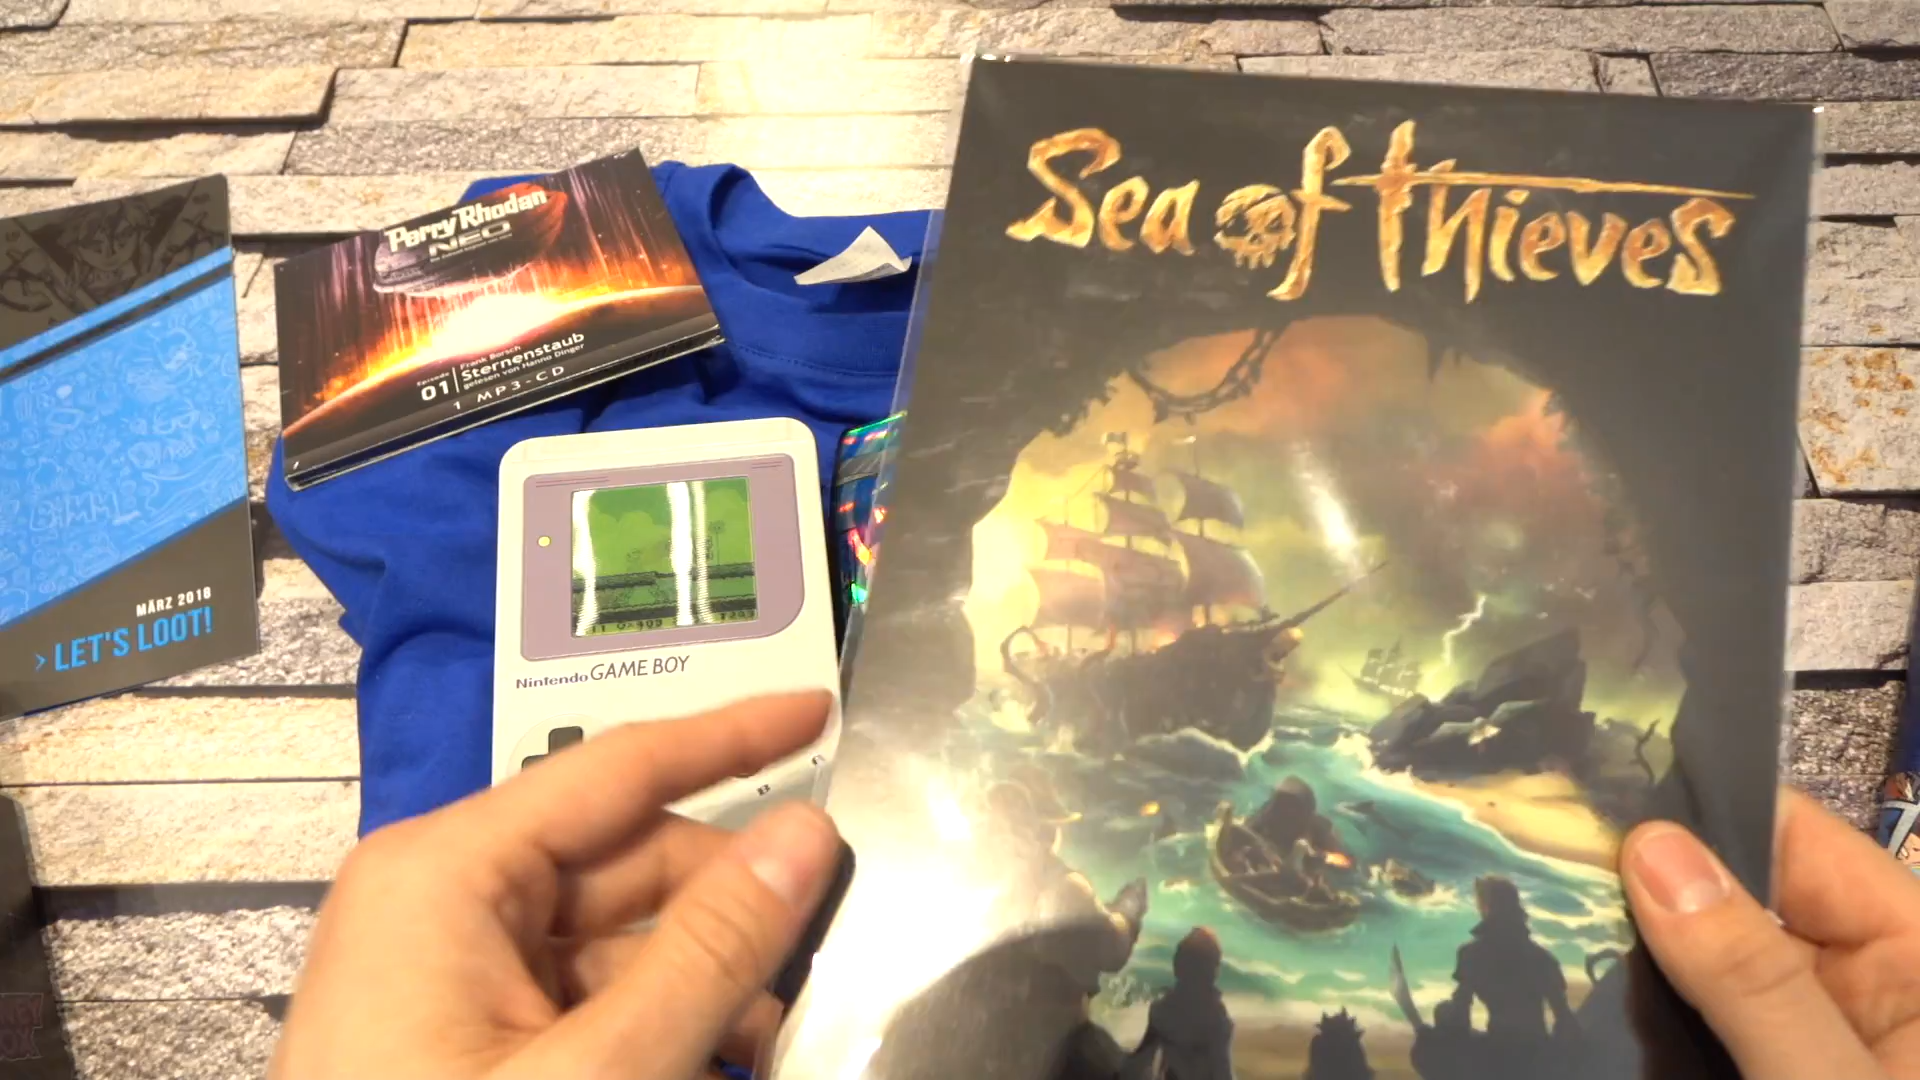 MÄRZ 2018
> LET'S LOOT!
Perry Rhodan
NEO
Episode
01
Frank Borsch
Sternenstaub
gelesen von Hanno Dinger
1 MP3-CD
Nintendo GAME BOY
B
Sea of Thieves